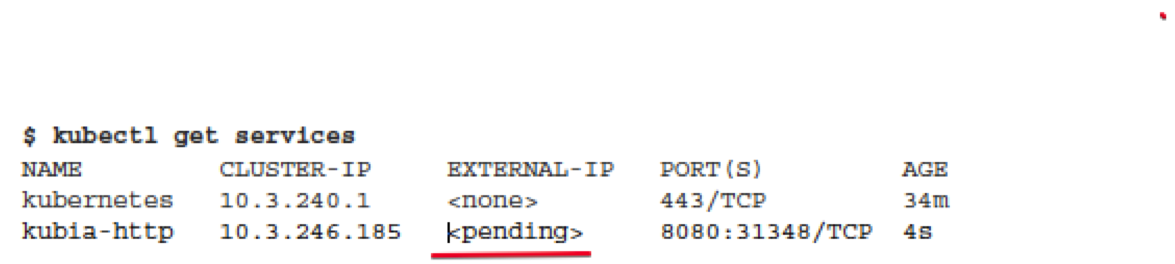 $ kubectl get services
NAME CLUSTER-IP EXTERNAL-IP PORT(S) AGE
kubernetes 10.3.240.1 <none> 443/TCP 34m
kubia-http 10.3.246.185 <pending> 8080:31348/TCP 4s